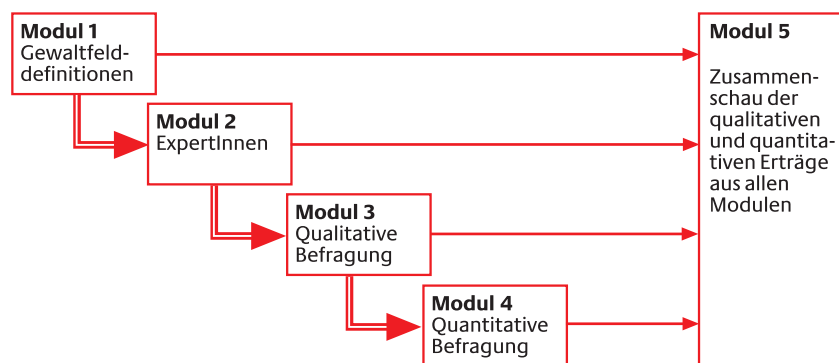 Modul 1
Gewaltfeld-
definitionen
Modul 2
ExpertInnen
Modul 3
Qualitative
Befragung
Modul 4
Quantitative
Befragung
Modul 5
Zusammen-
schau der
qualitativen
und quantita-
tiven Erträge
aus allen
Modulen